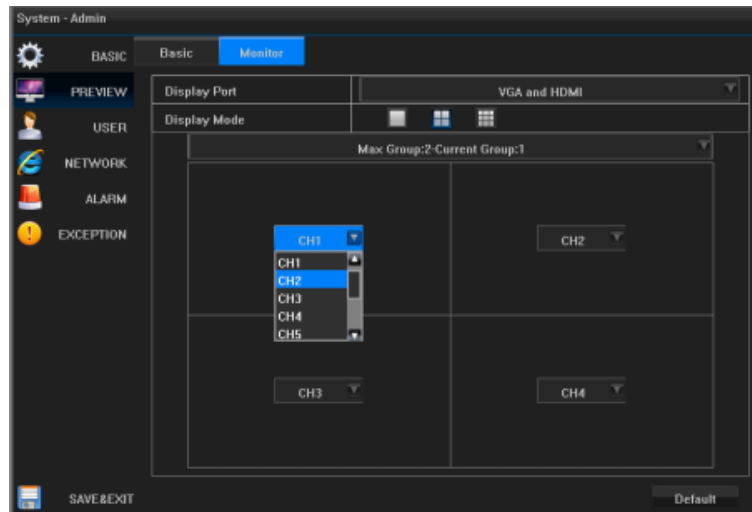 System - Admin
BASIC
Basic
Monitor
PREVIEW
Display Port
VGA and HDMI
USER
Display Mode
NETWORK
Max Group:2-Current Group:1
ALARM
EXCEPTION
CH1
CH2
CH1
CH2
CH3
CH4
CH5
CH3
CH4
SAVE&EXIT
Default